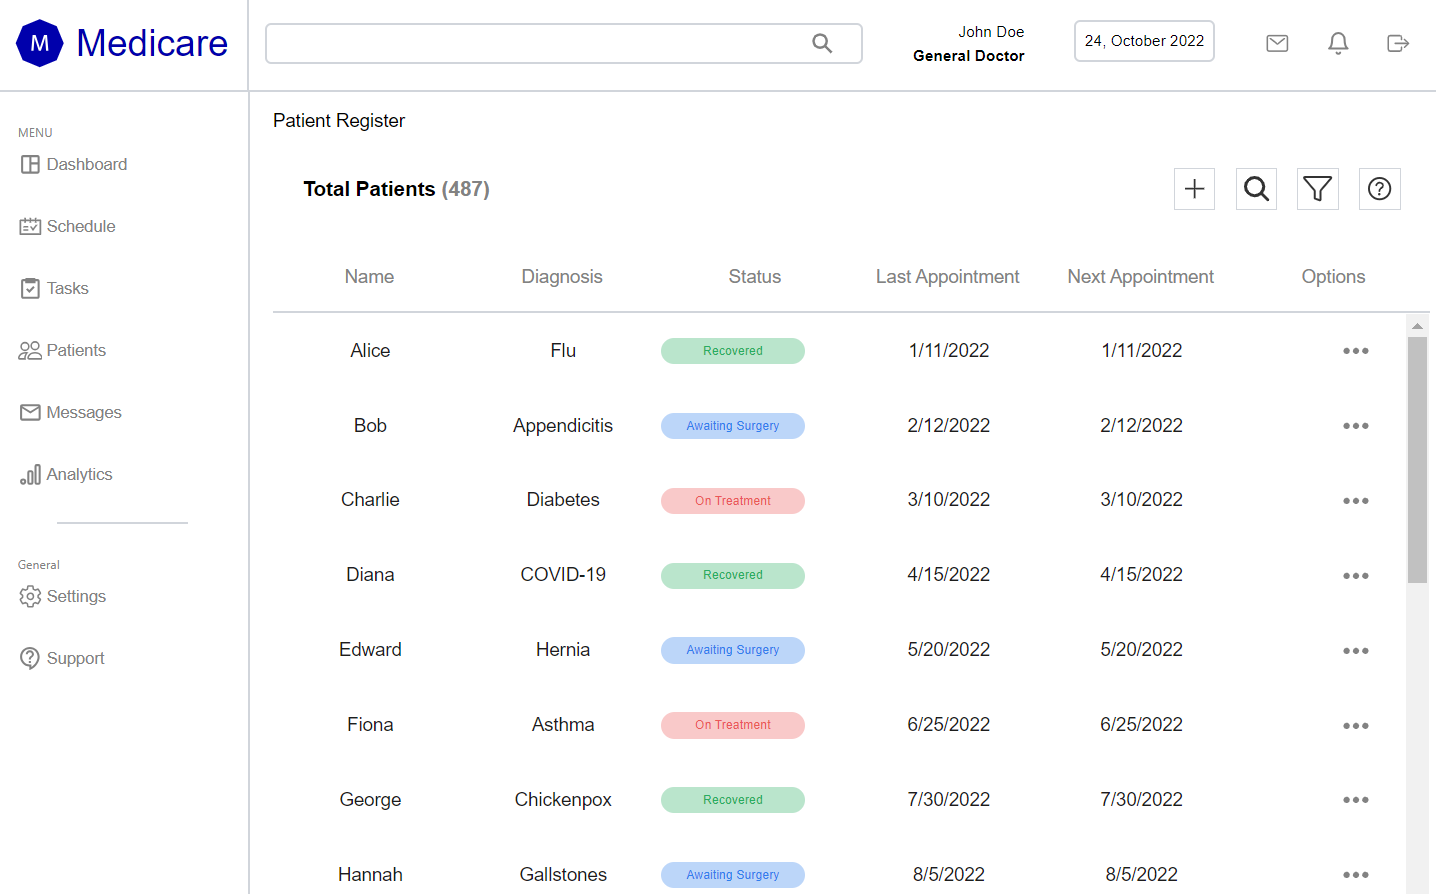 M Medicare
John Doe
General Doctor
24, October 2022
MENU
Dashboard
Schedule
Tasks
Patients
Messages
Analytics
General
Settings
Support
Patient Register
Total Patients (487)
Name Diagnosis Status Last Appointment Next Appointment Options
Alice Flu Recovered 1/11/2022 1/11/2022
Bob Appendicitis Awaiting Surgery 2/12/2022 2/12/2022
Charlie Diabetes On Treatment 3/10/2022 3/10/2022
Diana COVID-19 Recovered 4/15/2022 4/15/2022
Edward Hernia Awaiting Surgery 5/20/2022 5/20/2022
Fiona Asthma On Treatment 6/25/2022 6/25/2022
George Chickenpox Recovered 7/30/2022 7/30/2022
Hannah Gallstones Awaiting Surgery 8/5/2022 8/5/2022